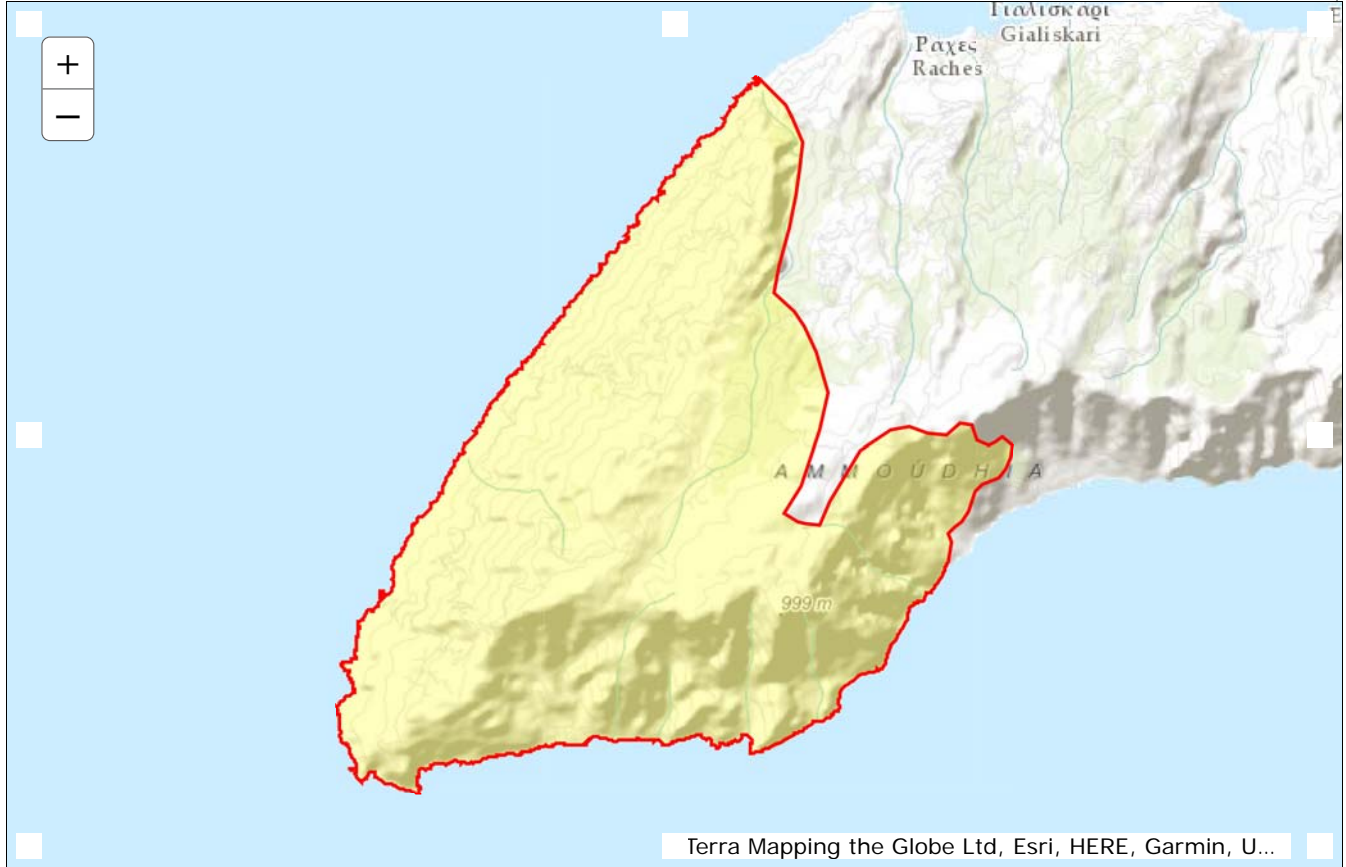 Γιαλισκαρι
Gialiskari
Ραχες
Raches
+
−
A M M O Ú D H I A
999 m
Terra Mapping the Globe Ltd, Esri, HERE, Garmin, U...